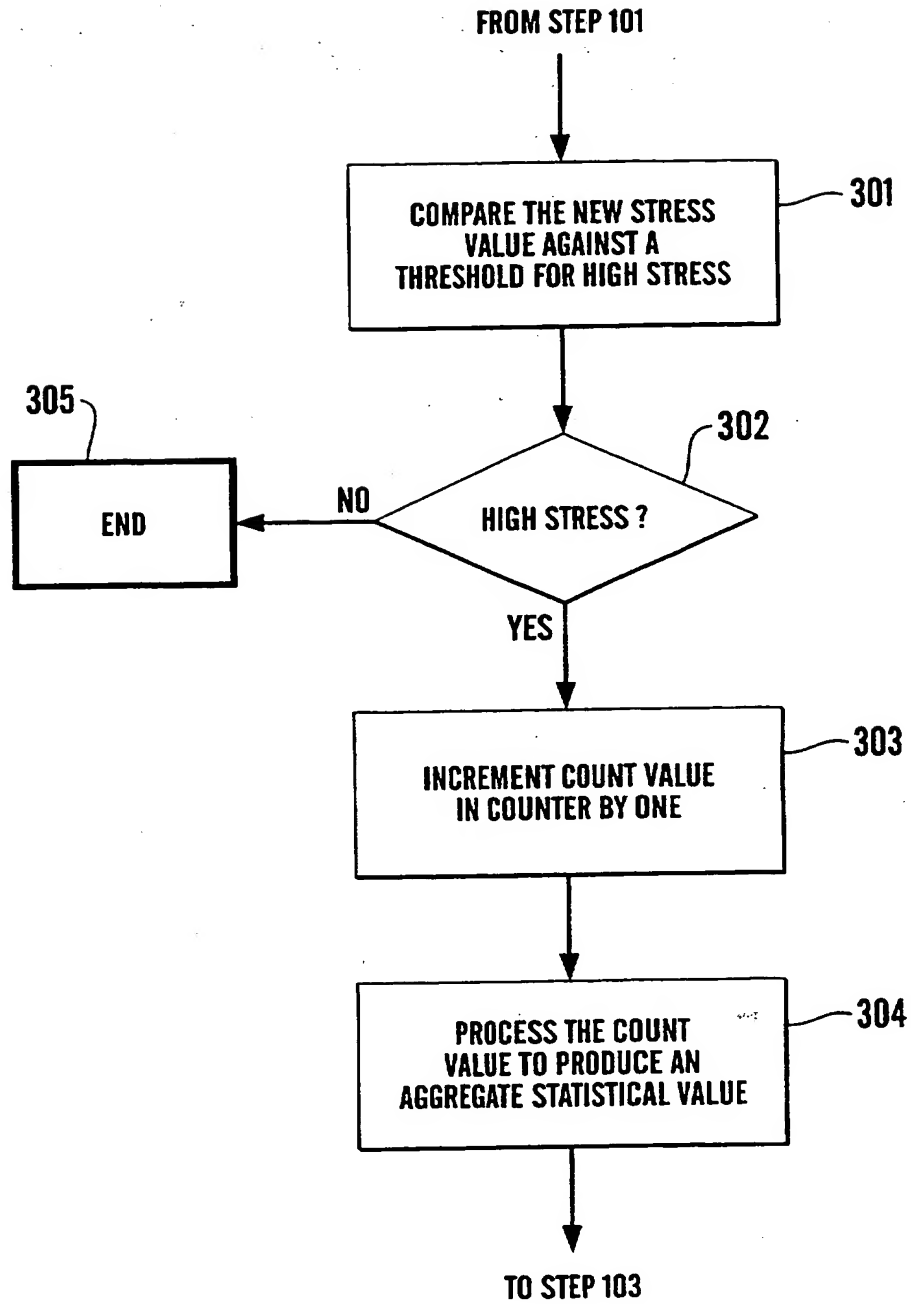 FROM STEP 101
COMPARE THE NEW STRESS
VALUE AGAINST A
THRESHOLD FOR HIGH STRESS
301
305
302
END
NO
HIGH STRESS ?
YES
INCREMENT COUNT VALUE
IN COUNTER BY ONE
303
PROCESS THE COUNT
VALUE TO PRODUCE AN
AGGREGATE STATISTICAL VALUE
304
TO STEP 103